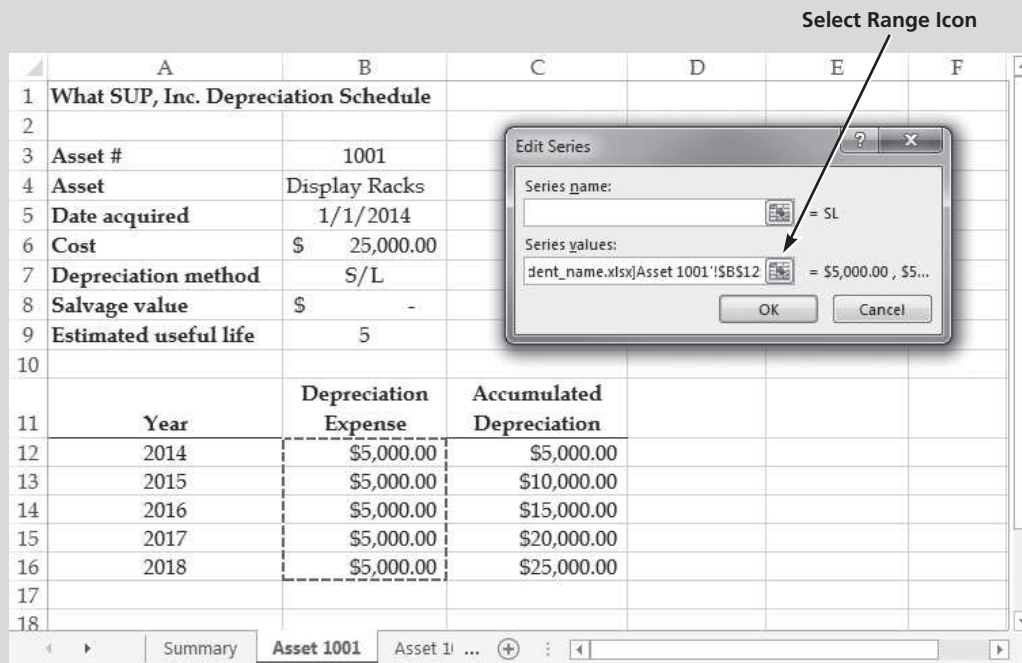 Select Range Icon
A B C D E F
1 What SUP, Inc. Depreciation Schedule
2
3 Asset # 1001
4 Asset Display Racks
5 Date acquired 1/1/2014
6 Cost $ 25,000.00
7 Depreciation method S/L
8 Salvage value $ -
9 Estimated useful life 5
10
Depreciation Accumulated
11 Year Expense Depreciation
12 2014 $5,000.00 $5,000.00
13 2015 $5,000.00 $10,000.00
14 2016 $5,000.00 $15,000.00
15 2017 $5,000.00 $20,000.00
16 2018 $5,000.00 $25,000.00
17
18
Edit Series ? X
Series name:
= SL
Series values:
dent_name.xlsx]Asset 1001'!$B$12 = $5,000.00 , $5...
OK Cancel
Summary Asset 1001 Asset 1 ...